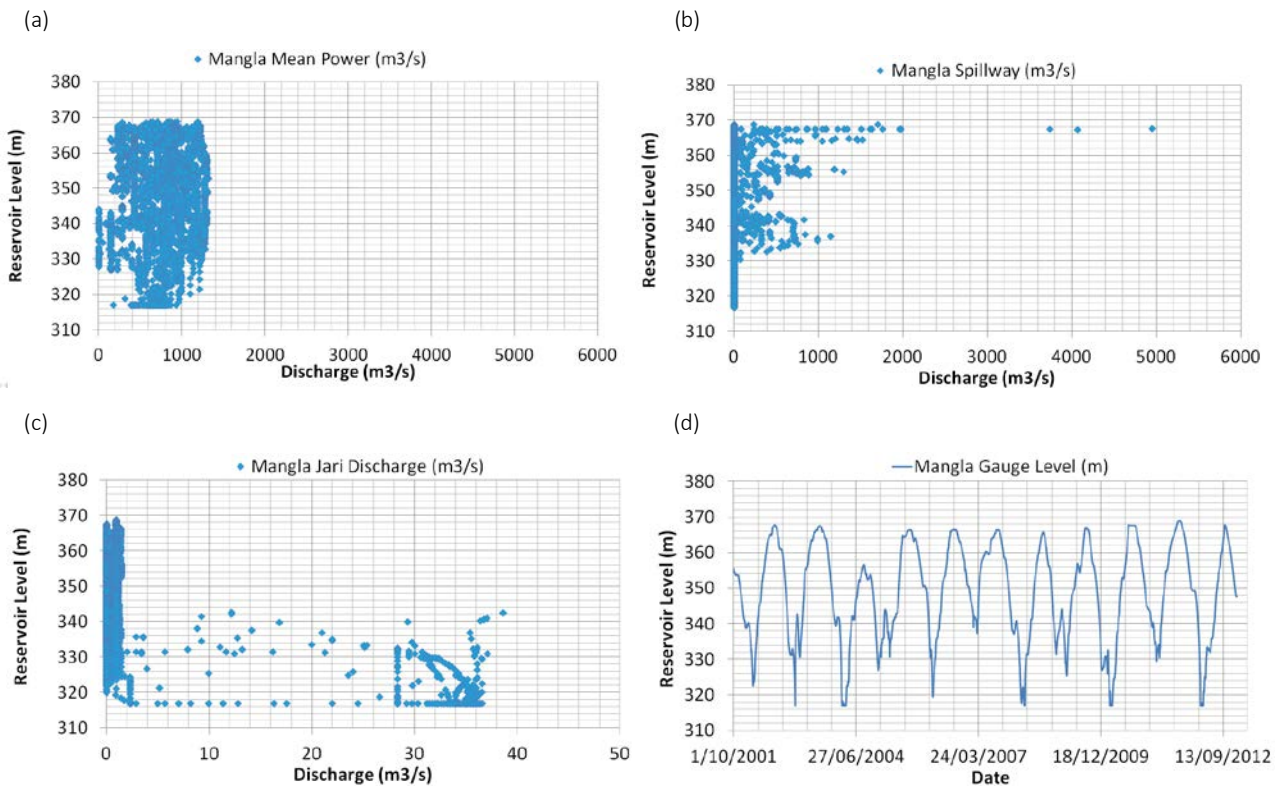 (a)
Mangla Mean Power (m3/s)
380
370
360
350
340
330
320
310
Reservoir Level (m)
0 1000 2000 3000 4000 5000 6000
Discharge (m3/s)
(b)
Mangla Spillway (m3/s)
380
370
360
350
340
330
320
310
Reservoir Level (m)
0 1000 2000 3000 4000 5000 6000
Discharge (m3/s)
(c)
Mangla Jari Discharge (m3/s)
380
370
360
350
340
330
320
310
Reservoir Level (m)
0 10 20 30 40 50
Discharge (m3/s)
(d)
Mangla Gauge Level (m)
380
370
360
350
340
330
320
310
Reservoir Level (m)
1/10/2001 27/06/2004 24/03/2007 18/12/2009 13/09/2012
Date